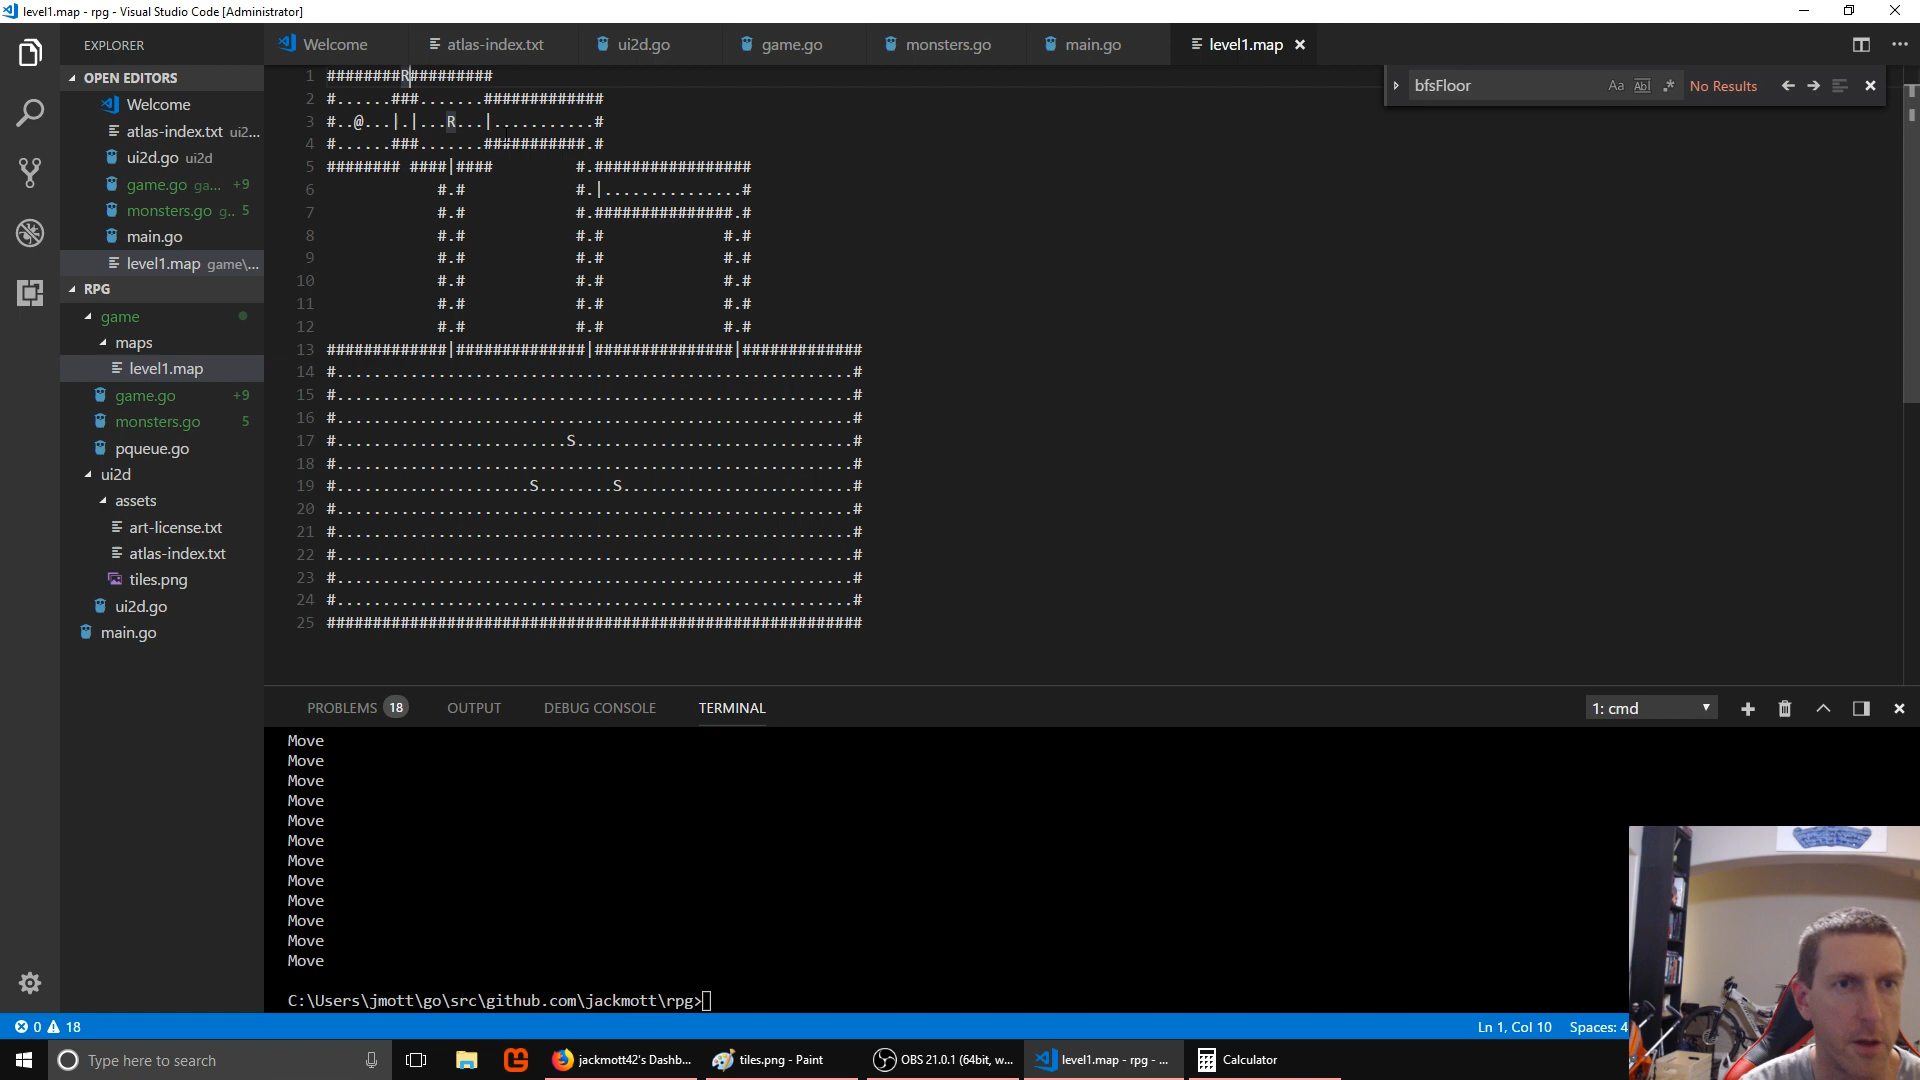 level1.map - rpg - Visual Studio Code [Administrator]
EXPLORER
OPEN EDITORS
Welcome
atlas-index.txt ui2...
ui2d.go ui2d
game.go ga... +9
monsters.go g.. 5
main.go
level1.map game\...
RPG
game
maps
level1.map
game.go +9
monsters.go 5
pqueue.go
ui2d
assets
art-license.txt
atlas-index.txt
tiles.png
ui2d.go
main.go
Welcome atlas-index.txt ui2d.go game.go monsters.go main.go level1.map
bfsFloor Aa Abl .* No Results
1 ########R#########
2 #......###.......#############
3 #..@...|.|...R...|...........#
4 #......###.......###########.#
5 ######## ####|####         #.#################
6             #.#            #.|...............#
7             #.#            #.###############.#
8             #.#            #.#             #.#
9             #.#            #.#             #.#
10             #.#            #.#             #.#
11             #.#            #.#             #.#
12             #.#            #.#             #.#
13 #############|##############|###############|#############
14 #........................................................#
15 #........................................................#
16 #........................................................#
17 #.........................S..............................#
18 #........................................................#
19 #.....................S........S..........................#
20 #........................................................#
21 #........................................................#
22 #........................................................#
23 #........................................................#
24 #........................................................#
25 ##########################################################
PROBLEMS 18 OUTPUT DEBUG CONSOLE TERMINAL 1: cmd
Move
Move
Move
Move
Move
Move
Move
Move
Move
Move
Move
Move
C:\Users\jmott\go\src\github.com\jackmott\rpg>
0 18 Ln 1, Col 10 Spaces: 4
Type here to search jackmott42's Dashb... tiles.png - Paint OBS 21.0.1 (64bit, w... level1.map - rpg - ... Calculator